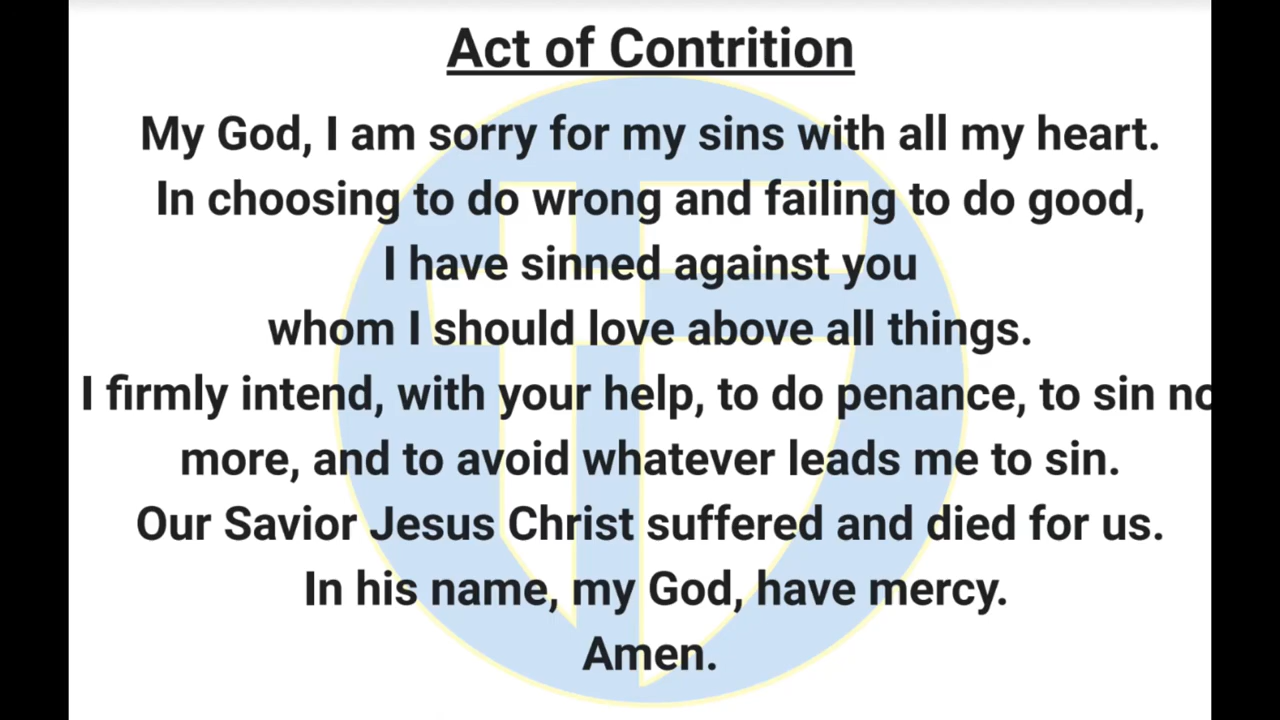 Act of Contrition
My God, I am sorry for my sins with all my heart.
In choosing to do wrong and failing to do good,
I have sinned against you
whom I should love above all things.
I firmly intend, with your help, to do penance, to sin no
more, and to avoid whatever leads me to sin.
Our Savior Jesus Christ suffered and died for us.
In his name, my God, have mercy.
Amen.